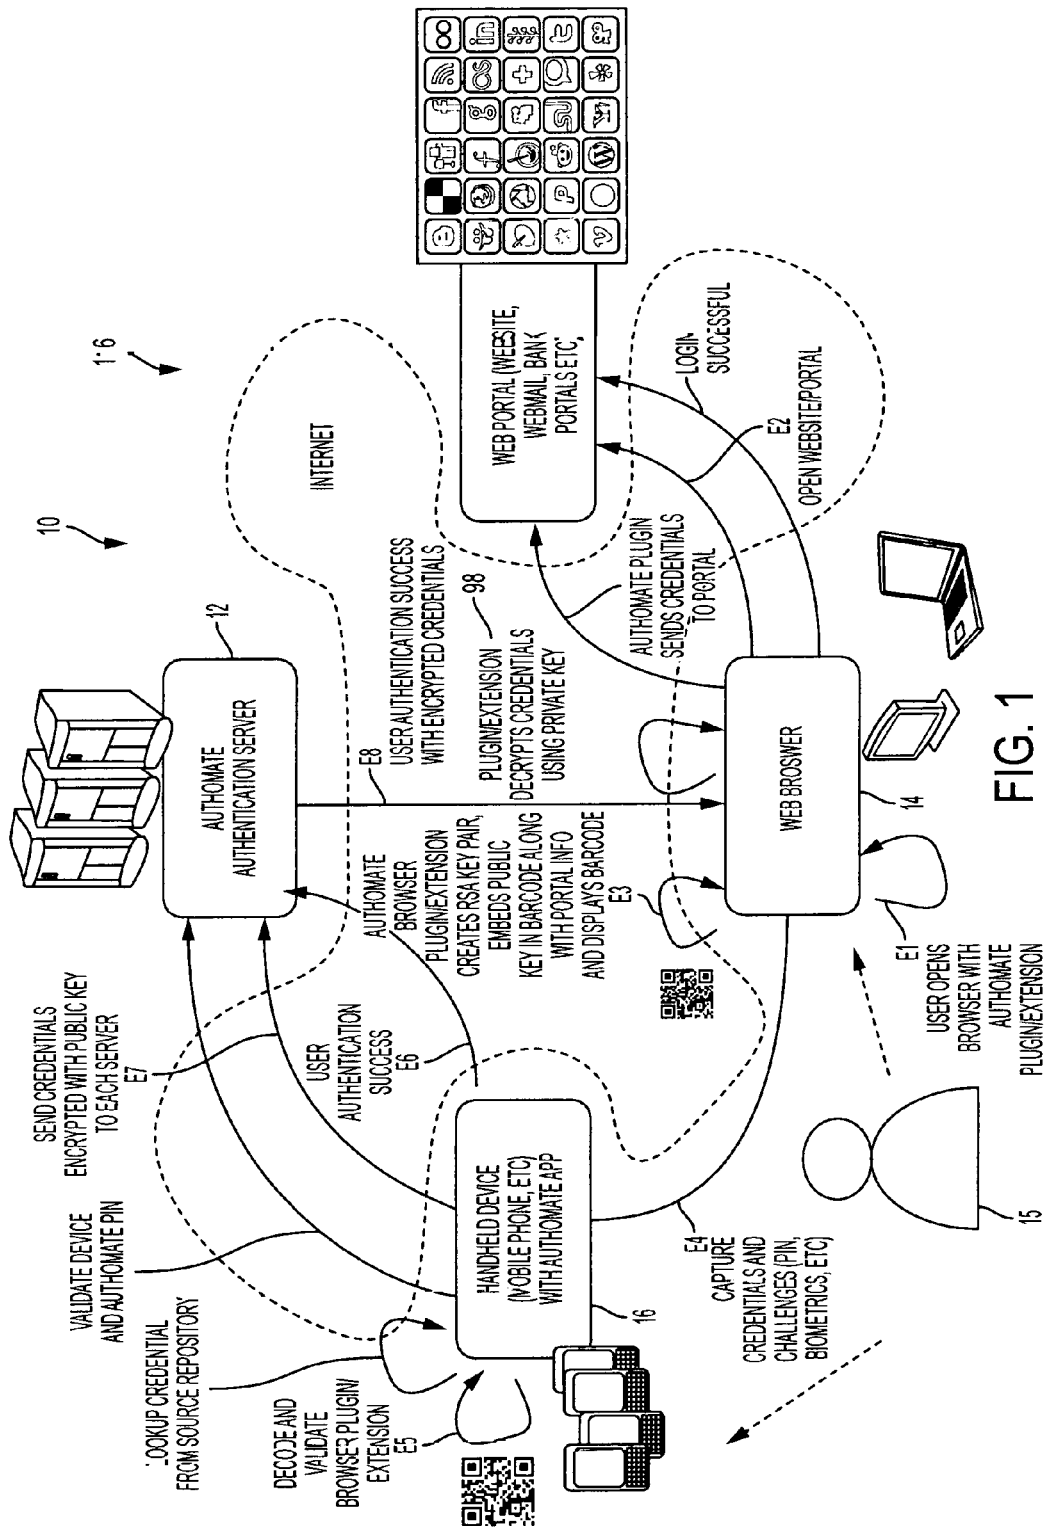 10
1'6
SEND CREDENTIALS
ENCRYPTED WITH PUBLIC KEY
TO EACH SERVER
E7
VALIDATE DEVICE
AND AUTHOMATE PIN
LOOKUP CREDENTIAL
FROM SOURCE REPOSITORY
DECODE AND
VALIDATE
BROWSER PLUGIN/
EXTENSION
E5
AUTHOMATE
AUTHENTICATION SERVER
12
INTERNET
USER
AUTHENTICATION
SUCCESS
E6
HANDHELD DEVICE
(MOBILE PHONE, ETC)
WITH AUTHOMATE APP
16
E8
USER AUTHENTICATION SUCCESS
WITH ENCRYPTED CREDENTIALS
98
PLUGIN/EXTENSION
DECRYPTS CREDENTIALS
USING PRIVATE KEY
AUTHOMATE
BROWSER
PLUGIN/EXTENSION
CREATES RSA KEY PAIR,
EMBEDS PUBLIC
KEY IN BARCODE ALONG
WITH PORTAL INFO
AND DISPLAYS BARCODE
E3
WEB PORTAL (WEBSITE,
WEBMAIL, BANK
PORTALS ETC)
AUTHOMATE PLUGIN
SENDS CREDENTIALS
TO PORTAL
LOGIN
SUCCESSFUL
E2
OPEN WEBSITE/PORTAL
WEB BROSWER
14
E4
CAPTURE
CREDENTIALS AND
CHALLENGES (PIN,
BIOMETRICS, ETC)
E1
USER OPENS
BROWSER WITH
AUTHOMATE
PLUGIN/EXTENSION
15
FIG. 1